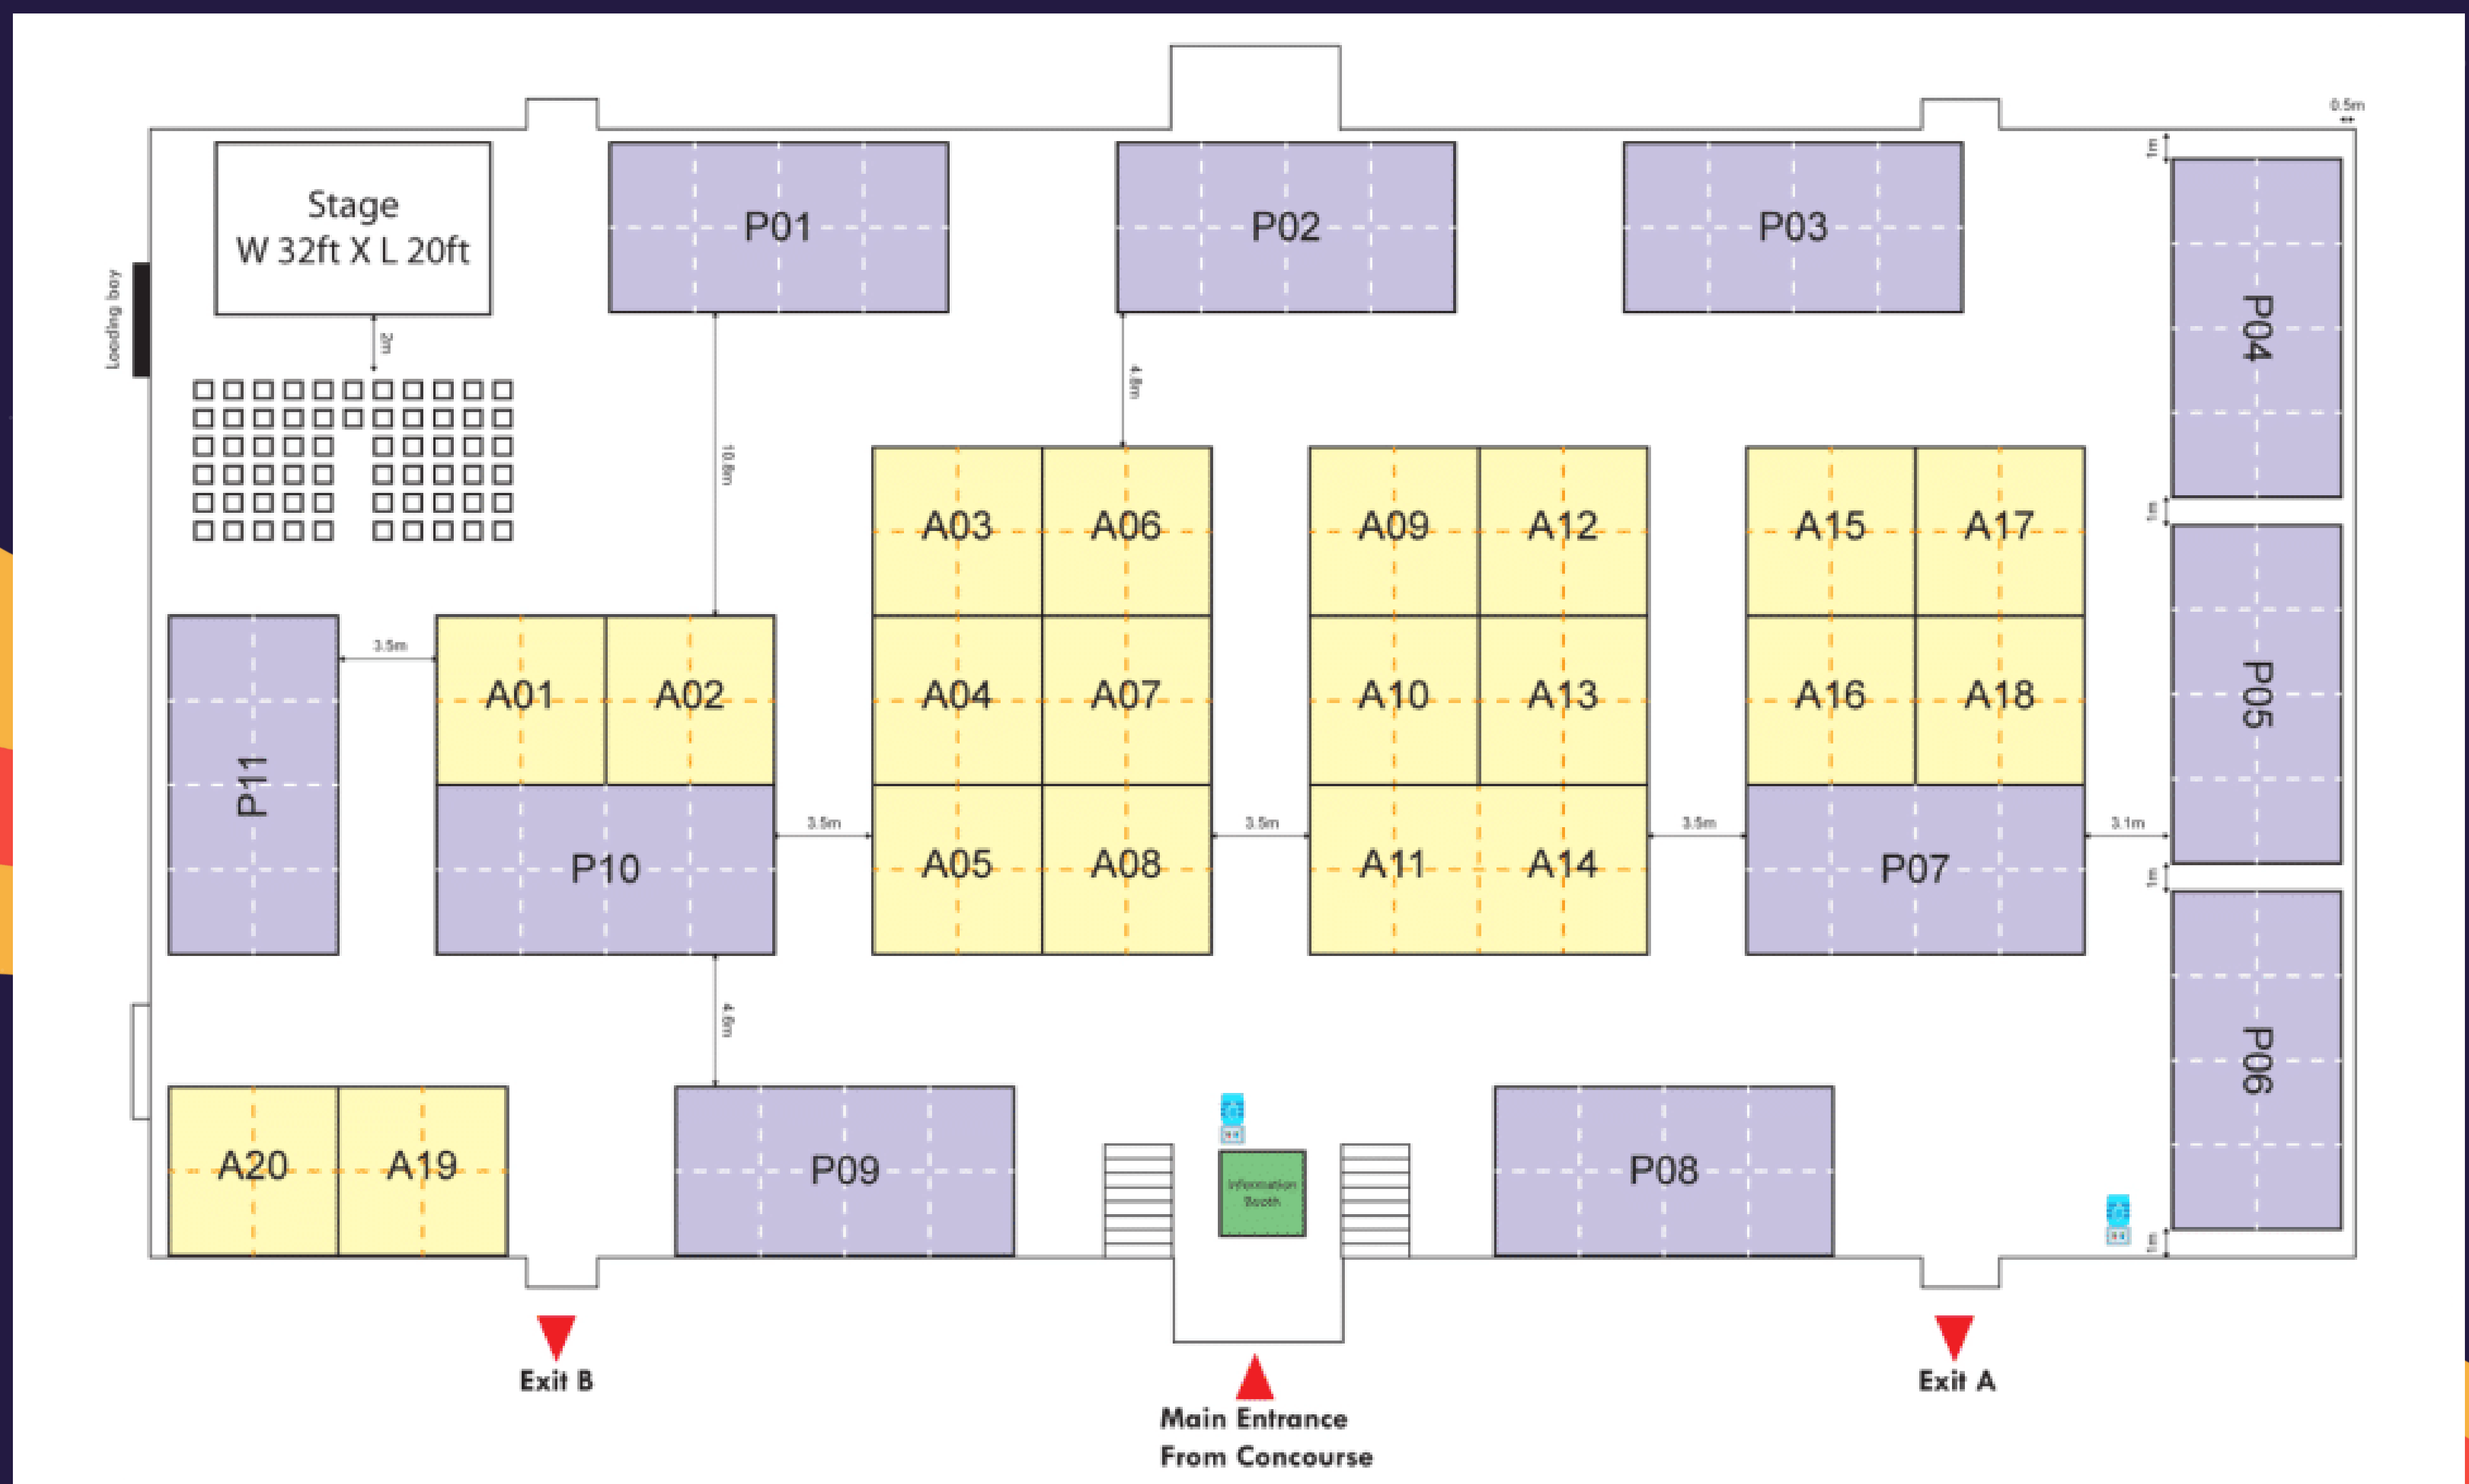 0.5m
1m
Stage
W 32ft X L 20ft
P01
P02
P03
P04
Loading bay
2m
4.8m
10.8m
A03
A06
A09
A12
A15
A17
1m
3.5m
A01
A02
A04
A07
A10
A13
A16
A18
P05
P11
3.5m
3.5m
3.5m
3.1m
P10
A05
A08
A11
A14
P07
1m
P06
A20
A19
P09
Information
Booth
P08
1m
Exit B
Exit A
Main Entrance
From Concourse